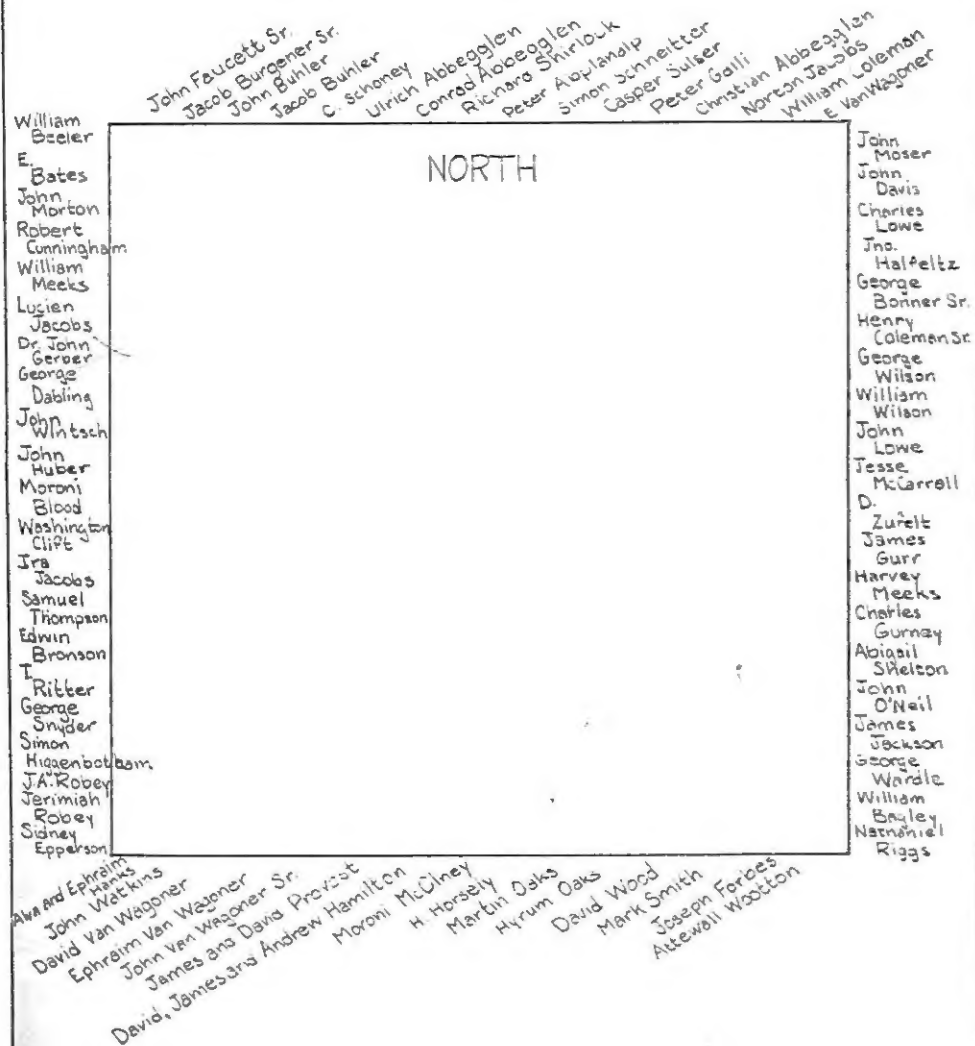 John Faucett Sr.
Jacob Burgener Sr.
John Buhler
Jacob Buhler
C. Schoney
Ulrich Abbegglen
Conrad Abbegglen
Richard Shirlock
Peter Abplanalp
Simon Schneitter
Casper Sulser
Peter Galli
Christian Abbegglen
Norton Jacobs
William Coleman
E. Van Wagoner
NORTH
William
Beeler
E.
Bates
John
Morton
Robert
Cunningham
William
Meeks
Lucien
Jacobs
Dr. John
Gerber
George
Dabling
John
Wintsch
John
Huber
Moroni
Blood
Washington
Clift
Ira
Jacobs
Samuel
Thompson
Edwin
Bronson
T.
Ritter
George
Snyder
Simon
Higgenbotham
J.A. Robey
Jerimiah
Robey
Sidney
Epperson
John
Moser
John
Davis
Charles
Lowe
Jno.
Halfeltz
George
Bonner Sr.
Henry
Coleman Sr.
George
Wilson
William
Wilson
John
Lowe
Jesse
McCarrell
D.
Zufelt
James
Gurr
Harvey
Meeks
Charles
Gurney
Abigail
Shelton
John
O'Neil
James
Jackson
George
Wardle
William
Bagley
Nathaniel
Riggs
Alva and Ephraim
Hanks
John Watkins
David Van Wagoner
Ephraim Van Wagoner
John Van Wagoner Sr.
James and David Provost
David, James and Andrew Hamilton
Moroni McOlney
H. Horsely
Martin Oaks
Hyrum Oaks
David Wood
Mark Smith
Joseph Forbes
Attewall Wootton